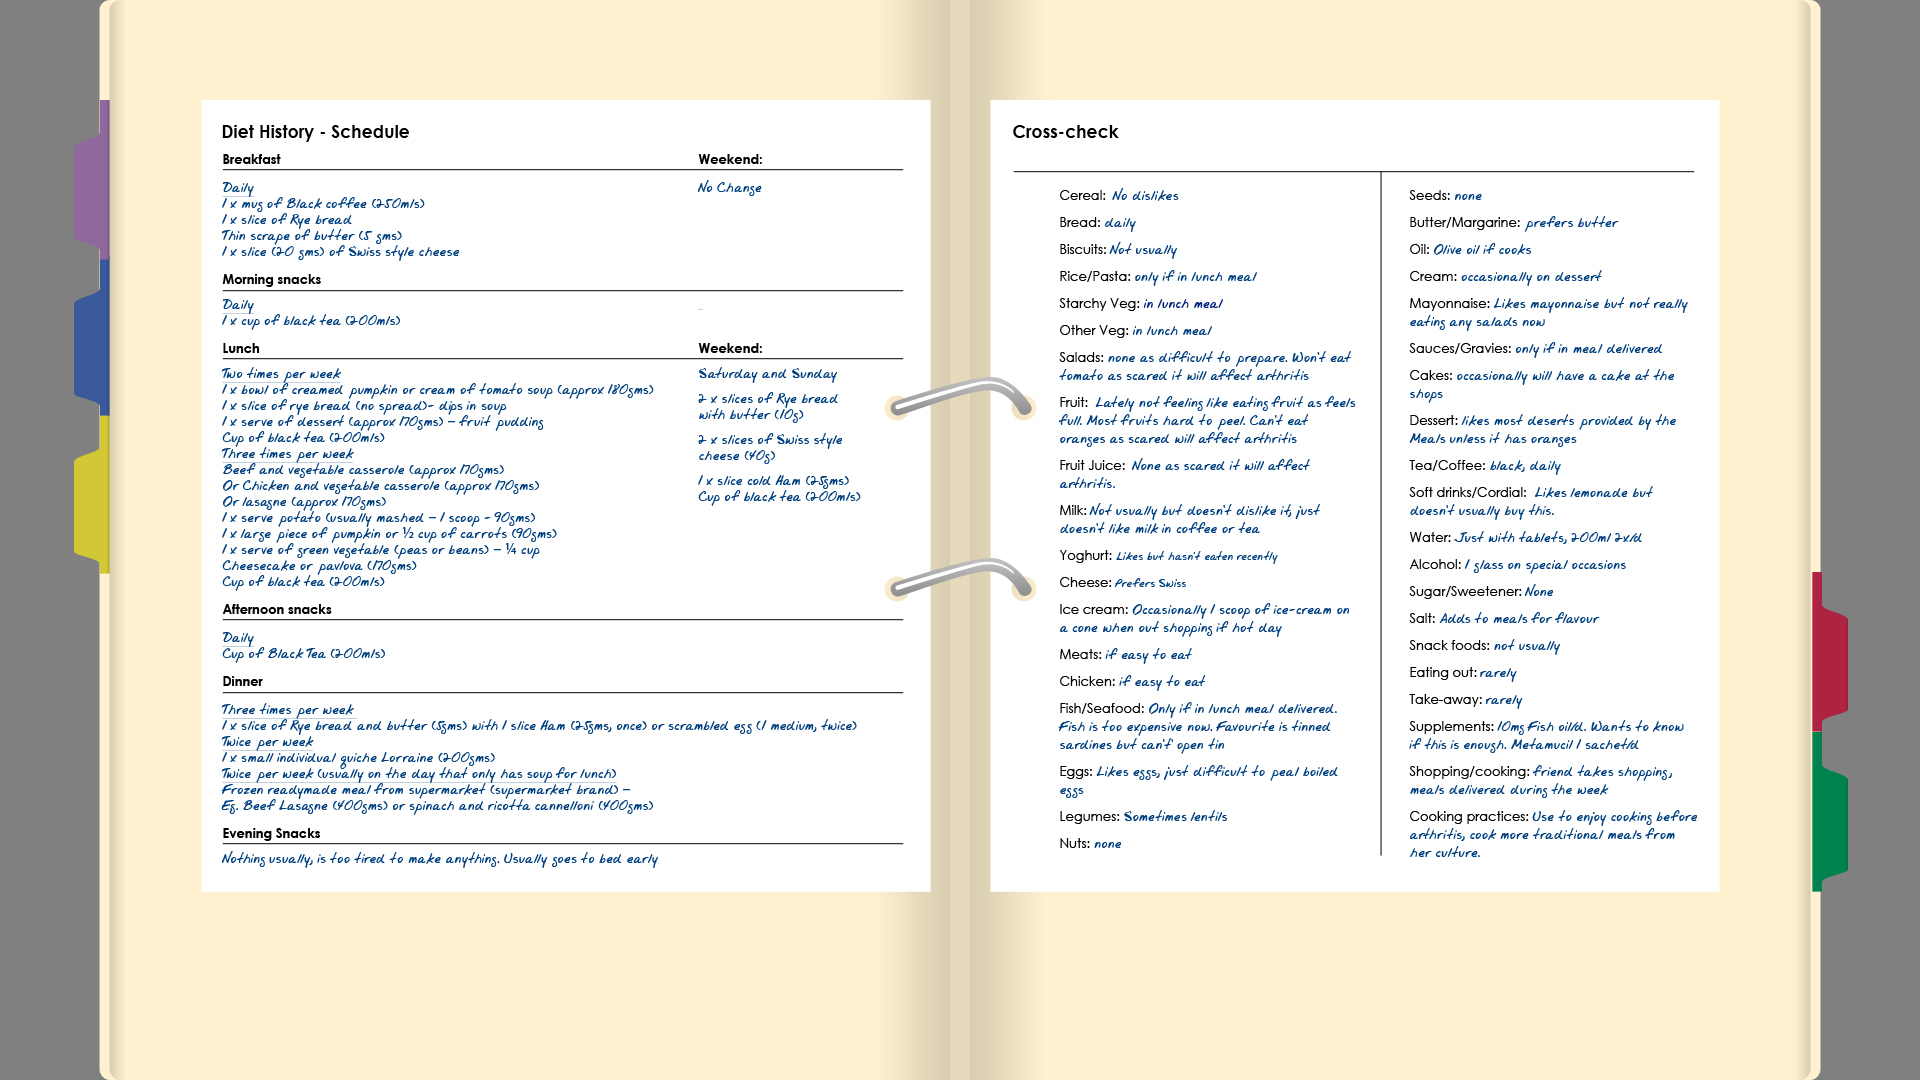 Diet History - Schedule
Breakfast Weekend:
Daily No Change
1 x mug of Black coffee (250mls)
1 x slice of Rye bread
Thin scrape of butter (5 gms)
1 x slice (20 gms) of Swiss style cheese
Morning snacks
Daily
1 x cup of black tea (200mls)
-
Lunch
Two times per week
1 x bowl of creamed pumpkin or cream of tomato soup (approx 180gms)
1 x slice of rye bread (no spread)- dips in soup
1 x serve of dessert (approx 170gms) – fruit pudding
Cup of black tea (200mls)
Three times per week
Beef and vegetable casserole (approx 170gms)
Or Chicken and vegetable casserole (approx 170gms)
Or lasagne (approx 170gms)
1 x serve potato (usually mashed – 1 scoop - 90gms)
1 x large piece of pumpkin or ½ cup of carrots (90gms)
1 x serve of green vegetable (peas or beans) – ¼ cup
Cheesecake or pavlova (170gms)
Cup of black tea (200mls)
Weekend:
Saturday and Sunday
2 x slices of Rye bread
with butter (10g)
2 x slices of Swiss style
cheese (40g)
1 x slice cold Ham (25gms)
Cup of black tea (200mls)
Afternoon snacks
Daily
Cup of Black Tea (200mls)
Dinner
Three times per week
1 x slice of Rye bread and butter (5gms) with 1 slice Ham (25gms, once) or scrambled egg (1 medium, twice)
Twice per week
1 x small individual quiche Lorraine (200gms)
Twice per week (usually on the day that only has soup for lunch)
Frozen readymade meal from supermarket (supermarket brand) –
Eg. Beef Lasagne (400gms) or spinach and ricotta cannelloni (400gms)
Evening Snacks
Nothing usually, is too tired to make anything. Usually goes to bed early
Cross-check
Cereal: No dislikes
Bread: daily
Biscuits: Not usually
Rice/Pasta: only if in lunch meal
Starchy Veg: in lunch meal
Other Veg: in lunch meal
Salads: none as difficult to prepare. Won't eat
tomato as scared it will affect arthritis
Fruit: Lately not feeling like eating fruit as feels
full. Most fruits hard to peel. Can't eat
oranges as scared will affect arthritis
Fruit Juice: None as scared it will affect
arthritis.
Milk: Not usually but doesn't dislike it, just
doesn't like milk in coffee or tea
Yoghurt: Likes but hasn't eaten recently
Cheese: Prefers Swiss
Ice cream: Occasionally 1 scoop of ice-cream on
a cone when out shopping if hot day
Meats: if easy to eat
Chicken: if easy to eat
Fish/Seafood: Only if in lunch meal delivered.
Fish is too expensive now. Favourite is tinned
sardines but can't open tin
Eggs: Likes eggs, just difficult to peal boiled
eggs
Legumes: Sometimes lentils
Nuts: none
Seeds: none
Butter/Margarine: prefers butter
Oil: Olive oil if cooks
Cream: occasionally on dessert
Mayonnaise: Likes mayonnaise but not really
eating any salads now
Sauces/Gravies: only if in meal delivered
Cakes: occasionally will have a cake at the
shops
Dessert: likes most deserts provided by the
Meals unless it has oranges
Tea/Coffee: black, daily
Soft drinks/Cordial: Likes lemonade but
doesn't usually buy this.
Water: Just with tablets, 200ml 2x/d
Alcohol: 1 glass on special occasions
Sugar/Sweetener: None
Salt: Adds to meals for flavour
Snack foods: not usually
Eating out: rarely
Take-away: rarely
Supplements: 10mg Fish oil/d. Wants to know
if this is enough. Metamucil 1 sachet/d
Shopping/cooking: friend takes shopping,
meals delivered during the week
Cooking practices: Use to enjoy cooking before
arthritis, cook more traditional meals from
her culture.